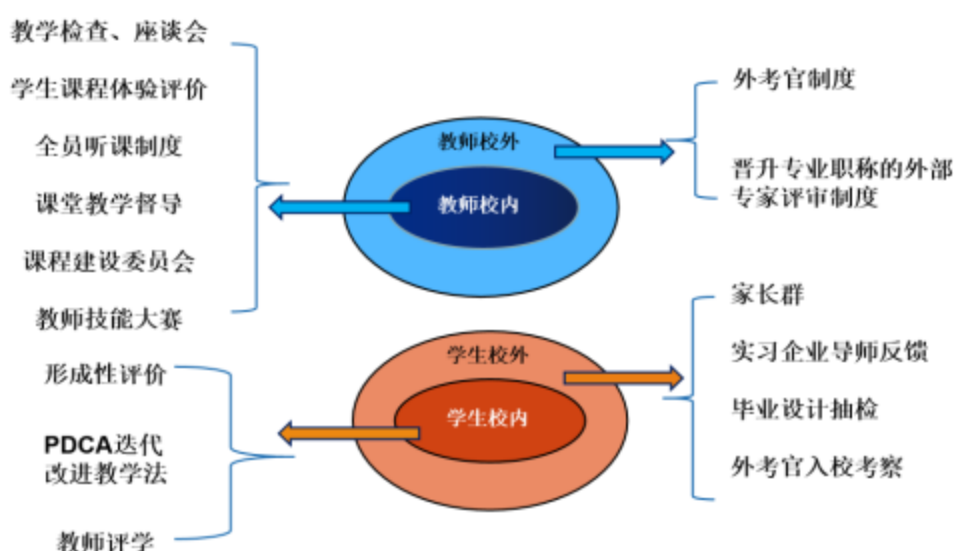 教学检查、座谈会
学生课程体验评价
全员听课制度
课堂教学督导
课程建设委员会
教师技能大赛
教师校外
教师校内
外考官制度
晋升专业职称的外部
专家评审制度
形成性评价
PDCA迭代
改进教学法
教师评学
学生校外
学生校内
家长群
实习企业导师反馈
毕业设计抽检
外考官入校考察